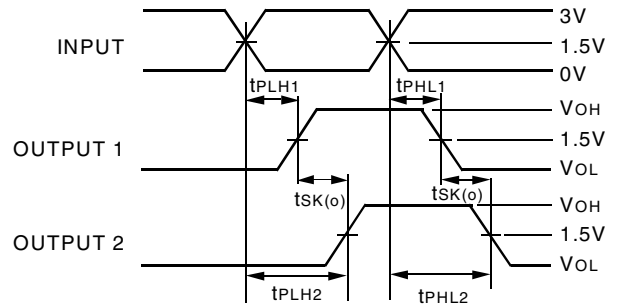 INPUT
3V
1.5V
0V
tPLH1
tPHL1
OUTPUT 1
VOH
1.5V
VOL
tSK(o)
tSK(o)
OUTPUT 2
VOH
1.5V
VOL
tPLH2
tPHL2